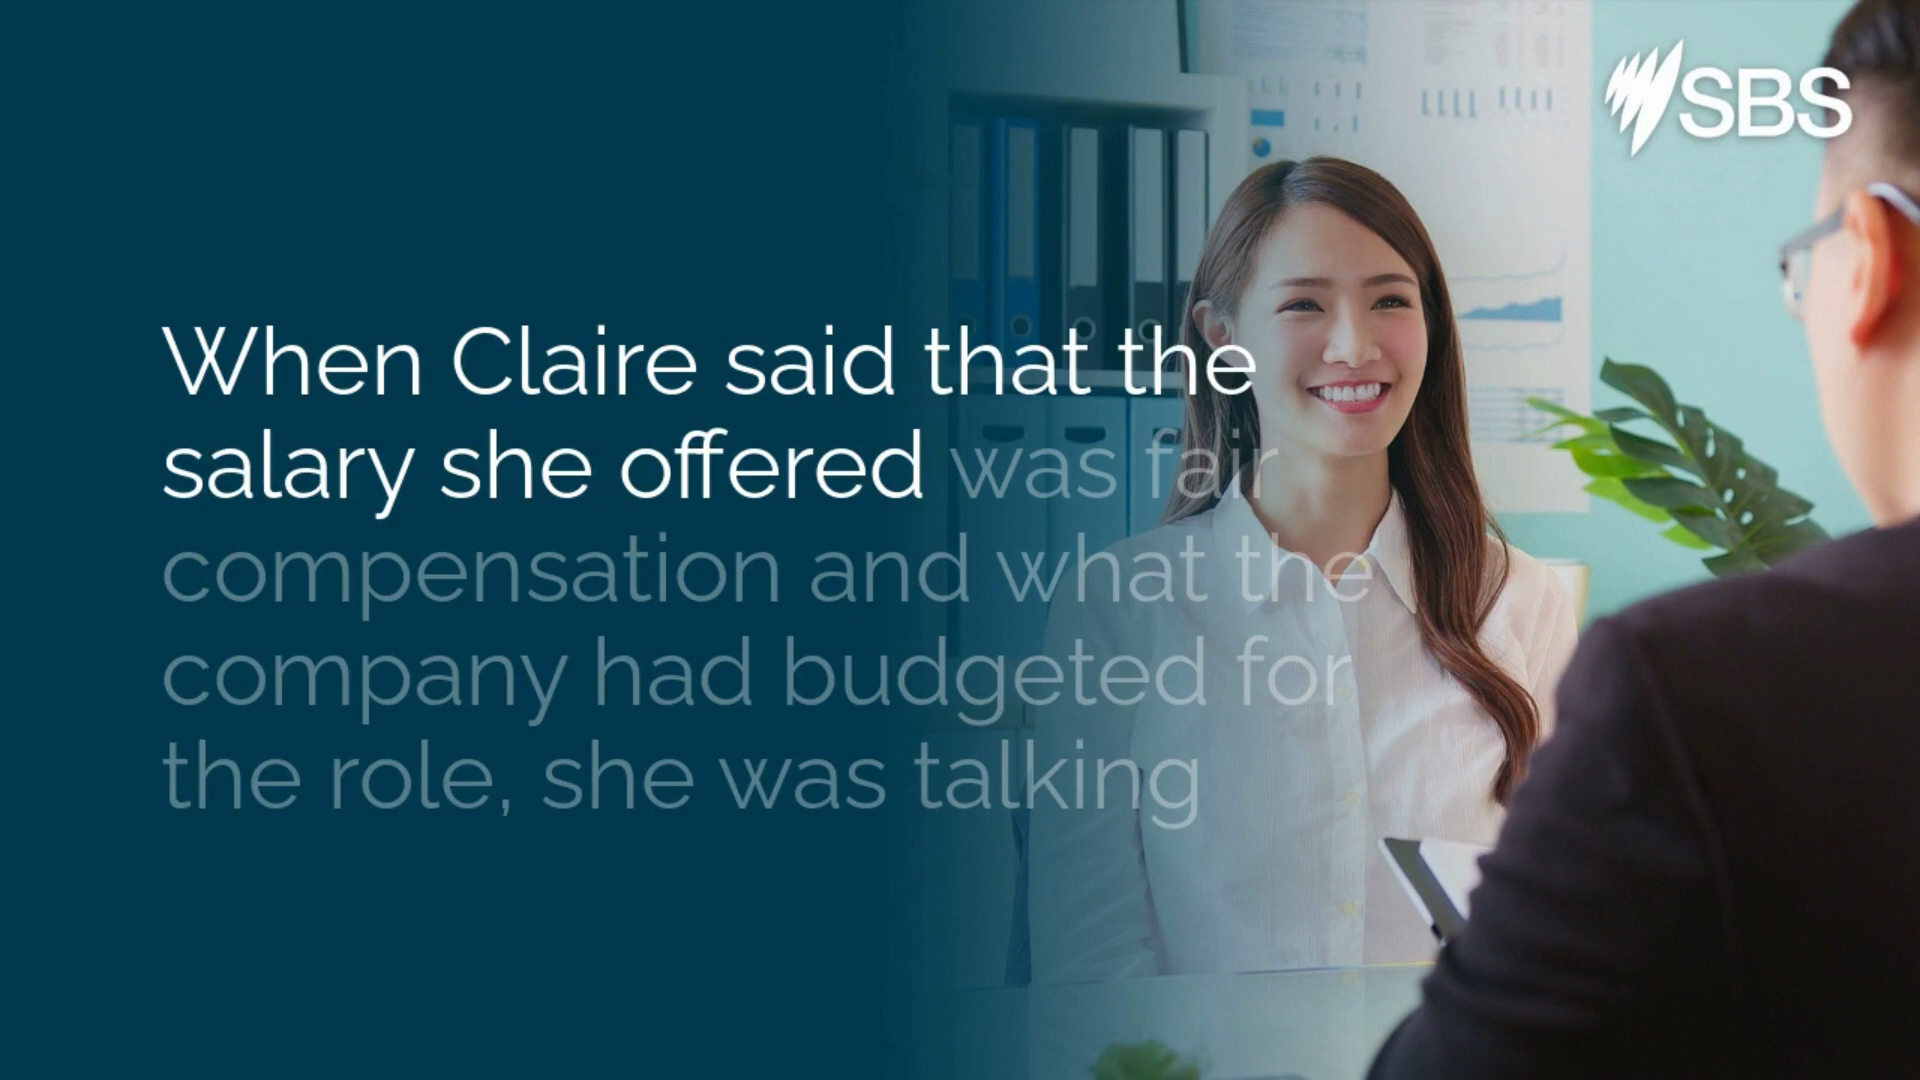 SBS
When Claire said that the
salary she offered was fair
compensation and what the
company had budgeted for
the role, she was talking